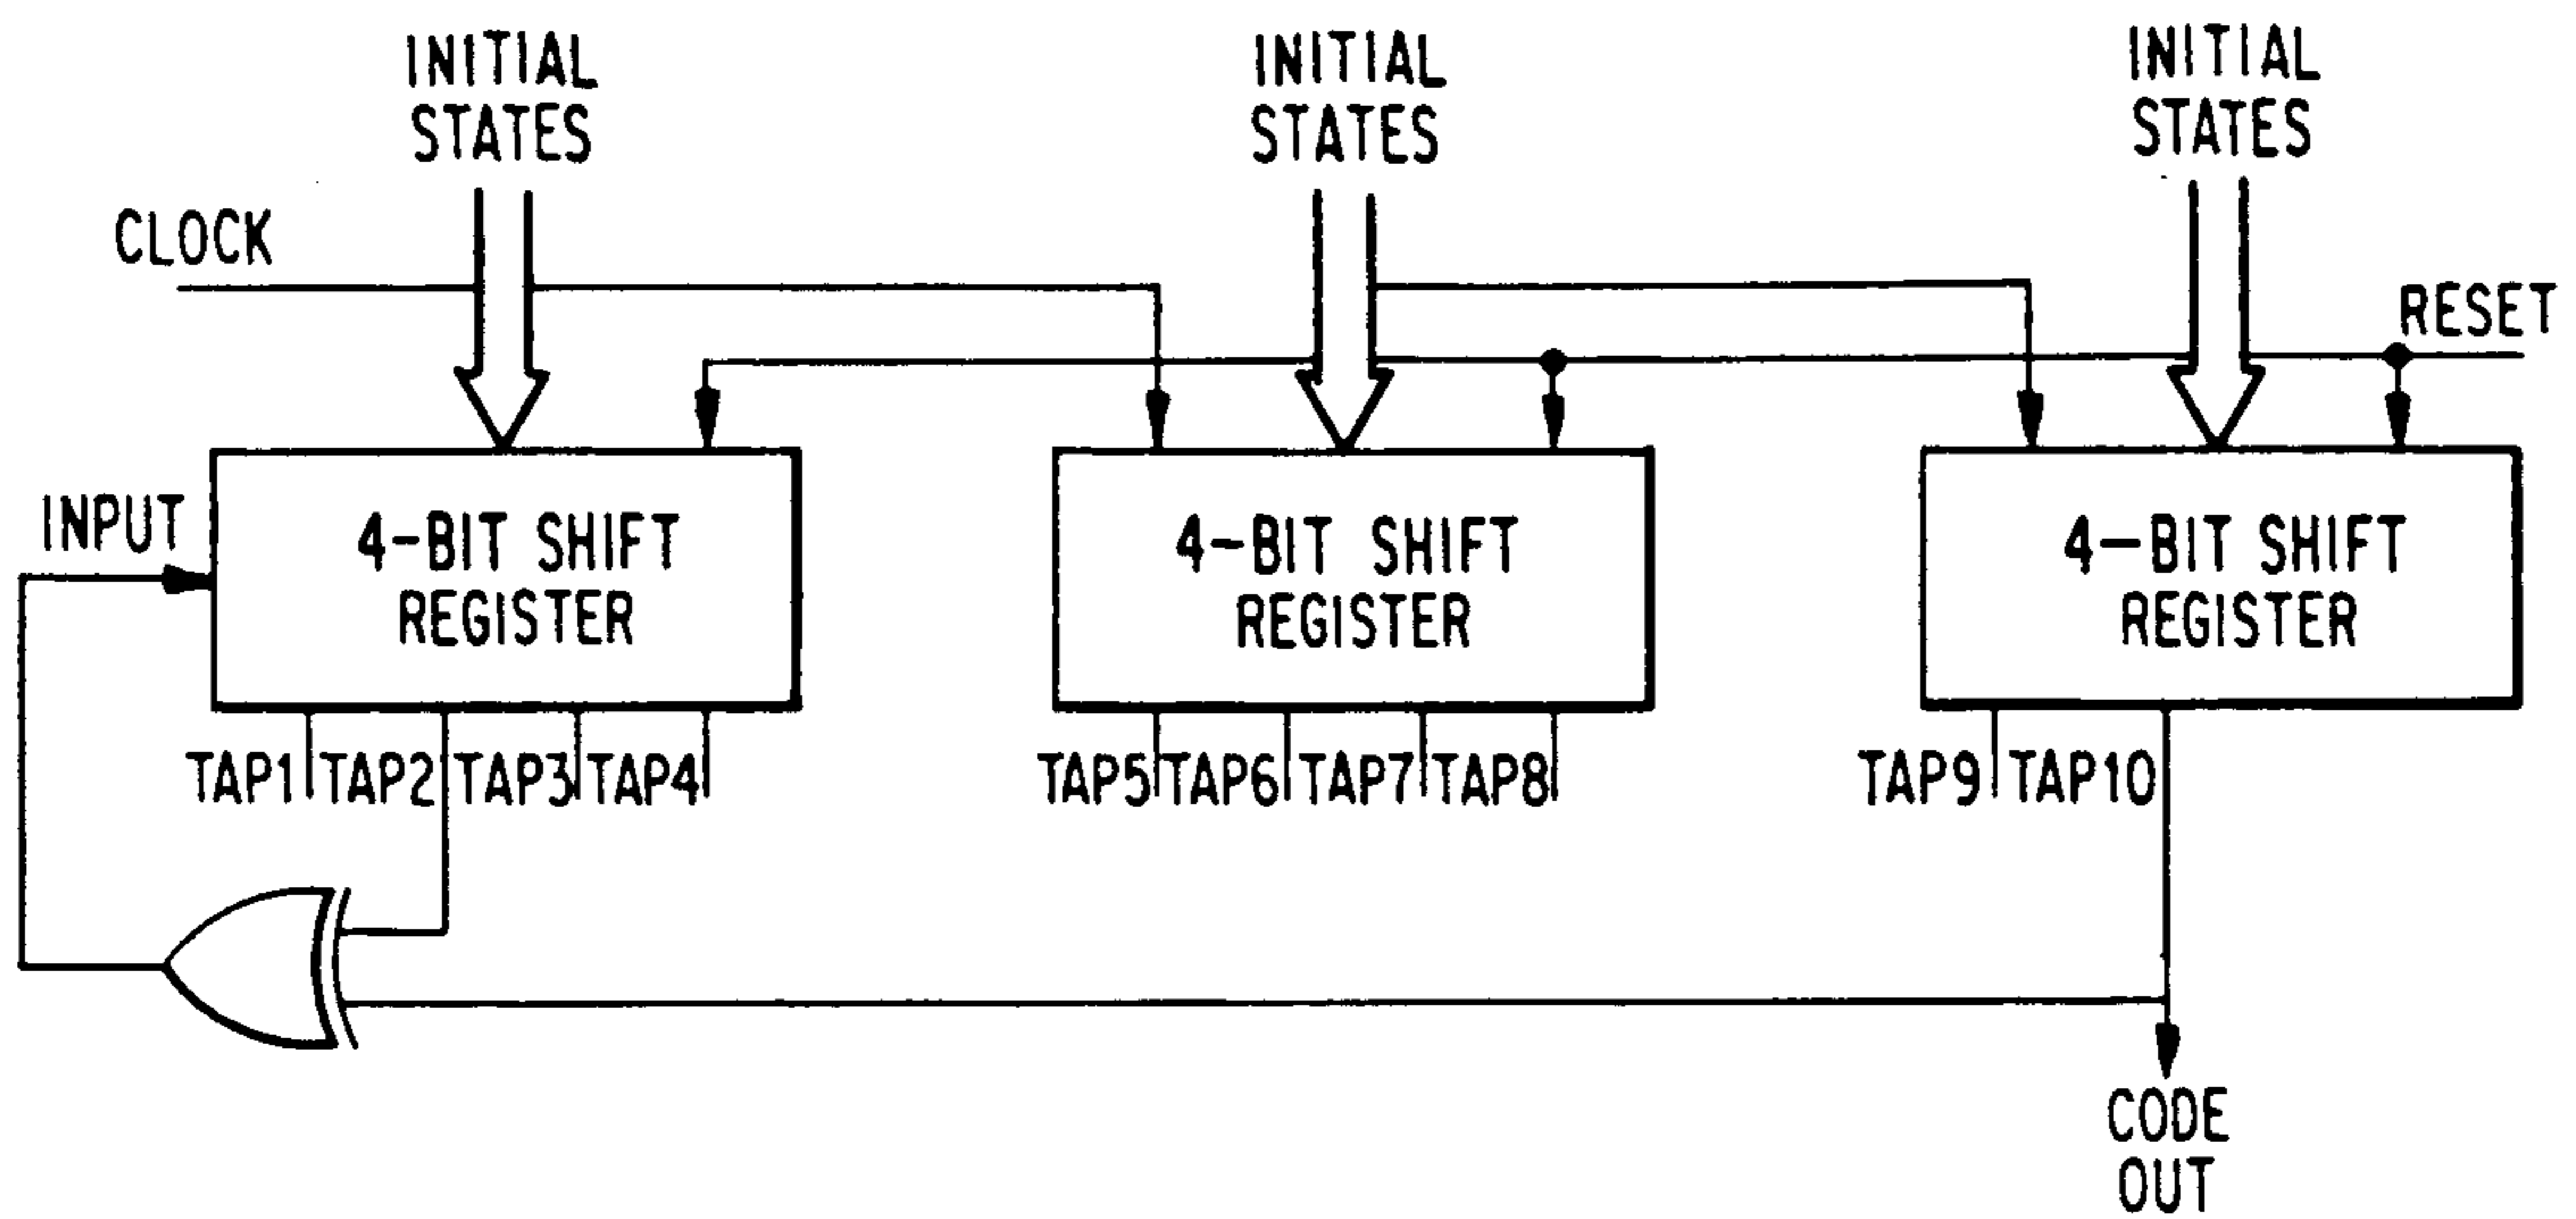 INITIAL
STATES
INITIAL
STATES
INITIAL
STATES
CLOCK
RESET
INPUT
4-BIT SHIFT
REGISTER
4-BIT SHIFT
REGISTER
4-BIT SHIFT
REGISTER
TAP1 TAP2 TAP3 TAP4
TAP5 TAP6 TAP7 TAP8
TAP9 TAP10
CODE
OUT